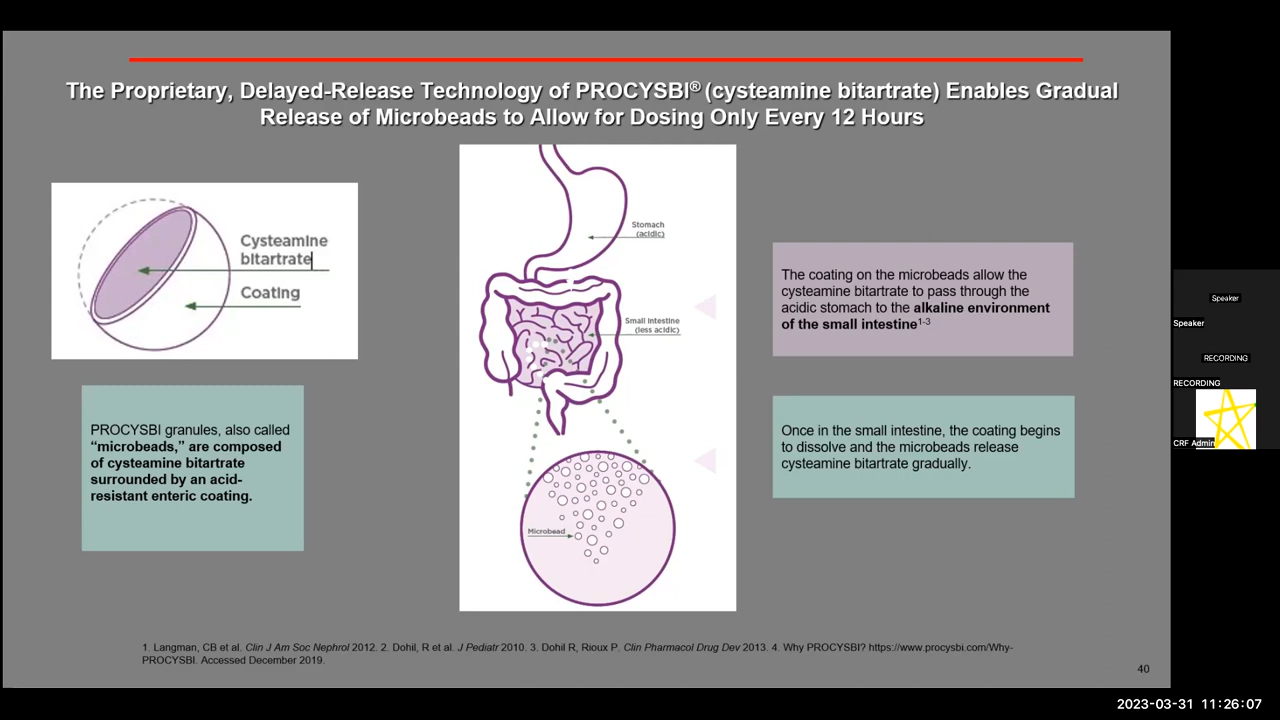 The Proprietary, Delayed-Release Technology of PROCYSBI® (cysteamine bitartrate) Enables Gradual
Release of Microbeads to Allow for Dosing Only Every 12 Hours
Cysteamine
bitartrate
Coating
PROCYSBI granules, also called
“microbeads,” are composed
of cysteamine bitartrate
surrounded by an acid-
resistant enteric coating.
Stomach
(acidic)
Small Intestine
(less acidic)
Microbead
The coating on the microbeads allow the
cysteamine bitartrate to pass through the
acidic stomach to the alkaline environment
of the small intestine1-3
Once in the small intestine, the coating begins
to dissolve and the microbeads release
cysteamine bitartrate gradually.
1. Langman, CB et al. Clin J Am Soc Nephrol 2012. 2. Dohil, R et al. J Pediatr 2010. 3. Dohil R, Rioux P. Clin Pharmacol Drug Dev 2013. 4. Why PROCYSBI? https://www.procysbi.com/Why-
PROCYSBI. Accessed December 2019.
40
Speaker
Speaker
RECORDING
RECORDING
CRF Admin
2023-03-31 11:26:07